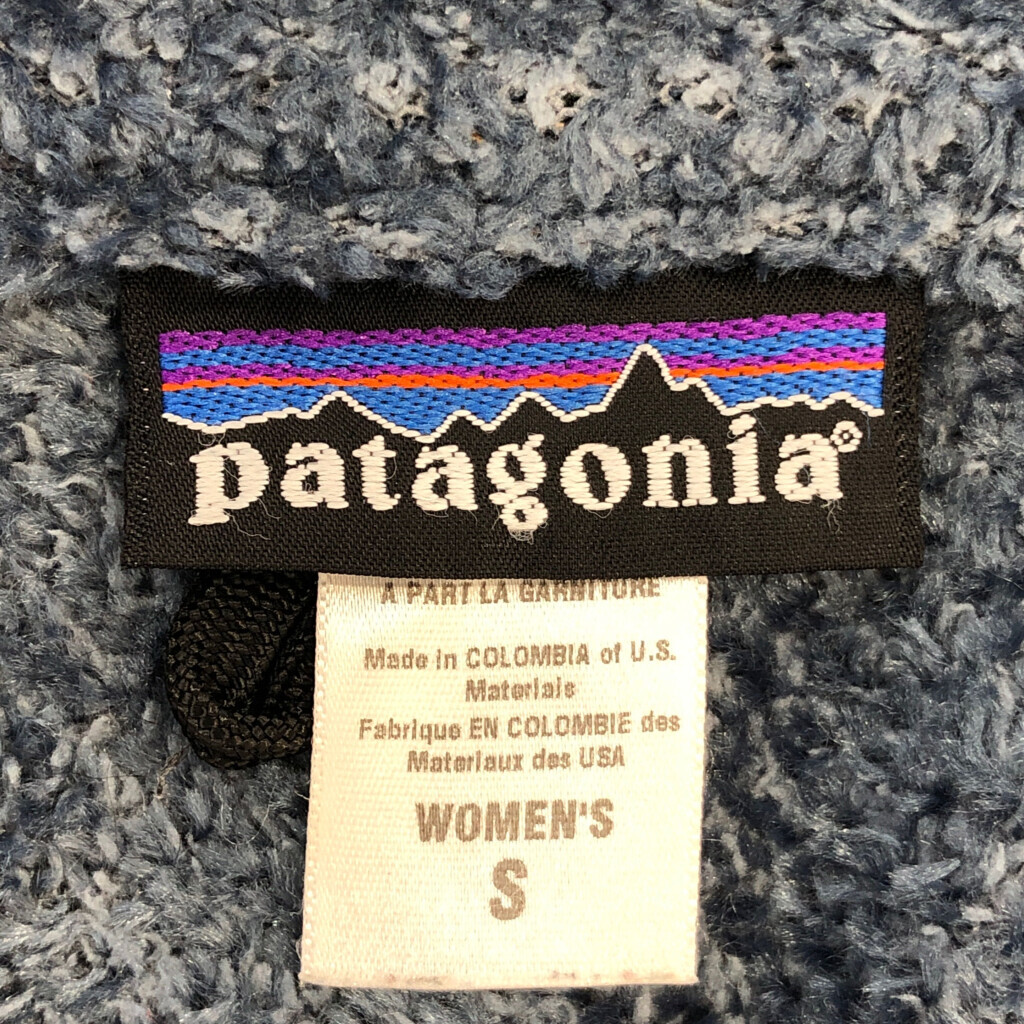 patagonia®
A PART LA GARNITURE
Made in COLOMBIA of U.S.
Materials
Fabrique EN COLOMBIE des
Materiaux des USA
WOMEN'S
S